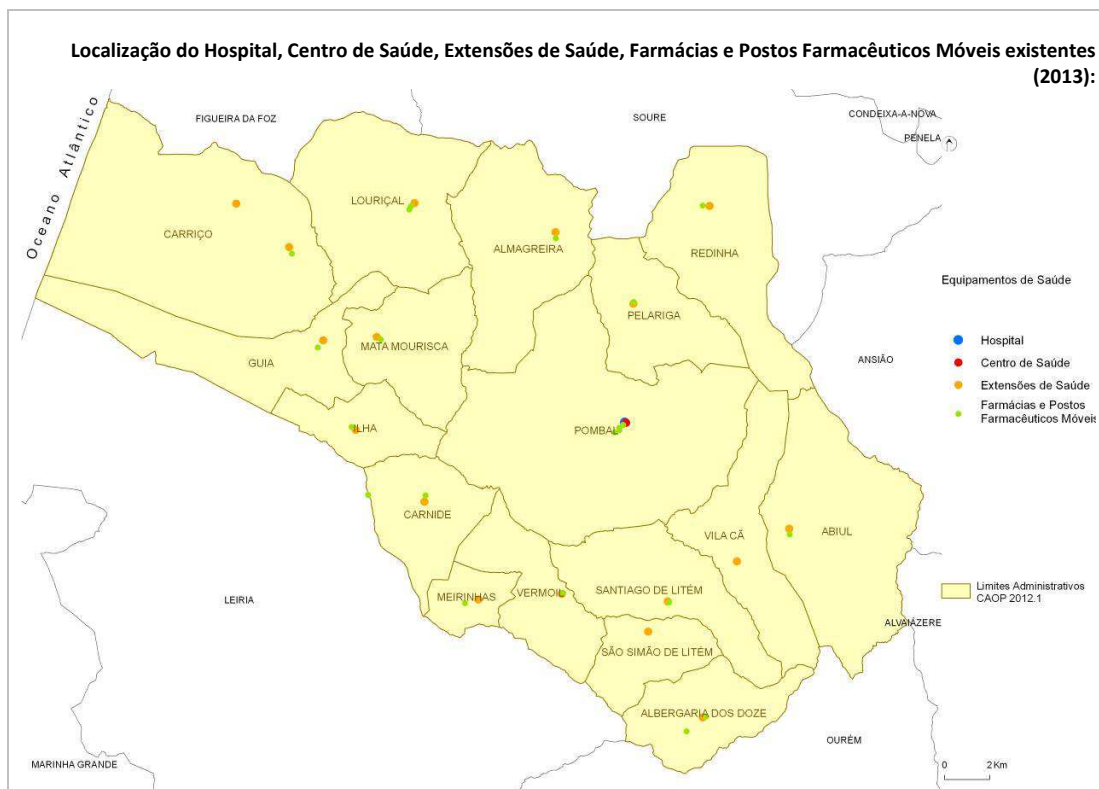 Localização do Hospital, Centro de Saúde, Extensões de Saúde, Farmácias e Postos Farmacêuticos Móveis existentes
(2013):
Oceano Atlântico
FIGUEIRA DA FOZ
SOURE
CONDEIXA-A-NOVA
PENELA
LOURIÇAL
CARRIÇO
ALMAGREIRA
REDINHA
Equipamentos de Saúde
PELARIGA
Hospital
MATA MOURISCA
GUIA
ANSIÃO
Centro de Saúde
Extensões de Saúde
Farmácias e Postos
Farmacêuticos Móveis
ILHA
POMBAL
CARNIDE
VILA CÃ
ABIUL
LEIRIA
MEIRINHAS
VERMOIL
SANTIAGO DE LITÉM
Limites Administrativos
CAOP 2012.1
ALVAIÁZERE
SÃO SIMÃO DE LITÉM
ALBERGARIA DOS DOZE
OURÉM
MARINHA GRANDE
0 2 Km